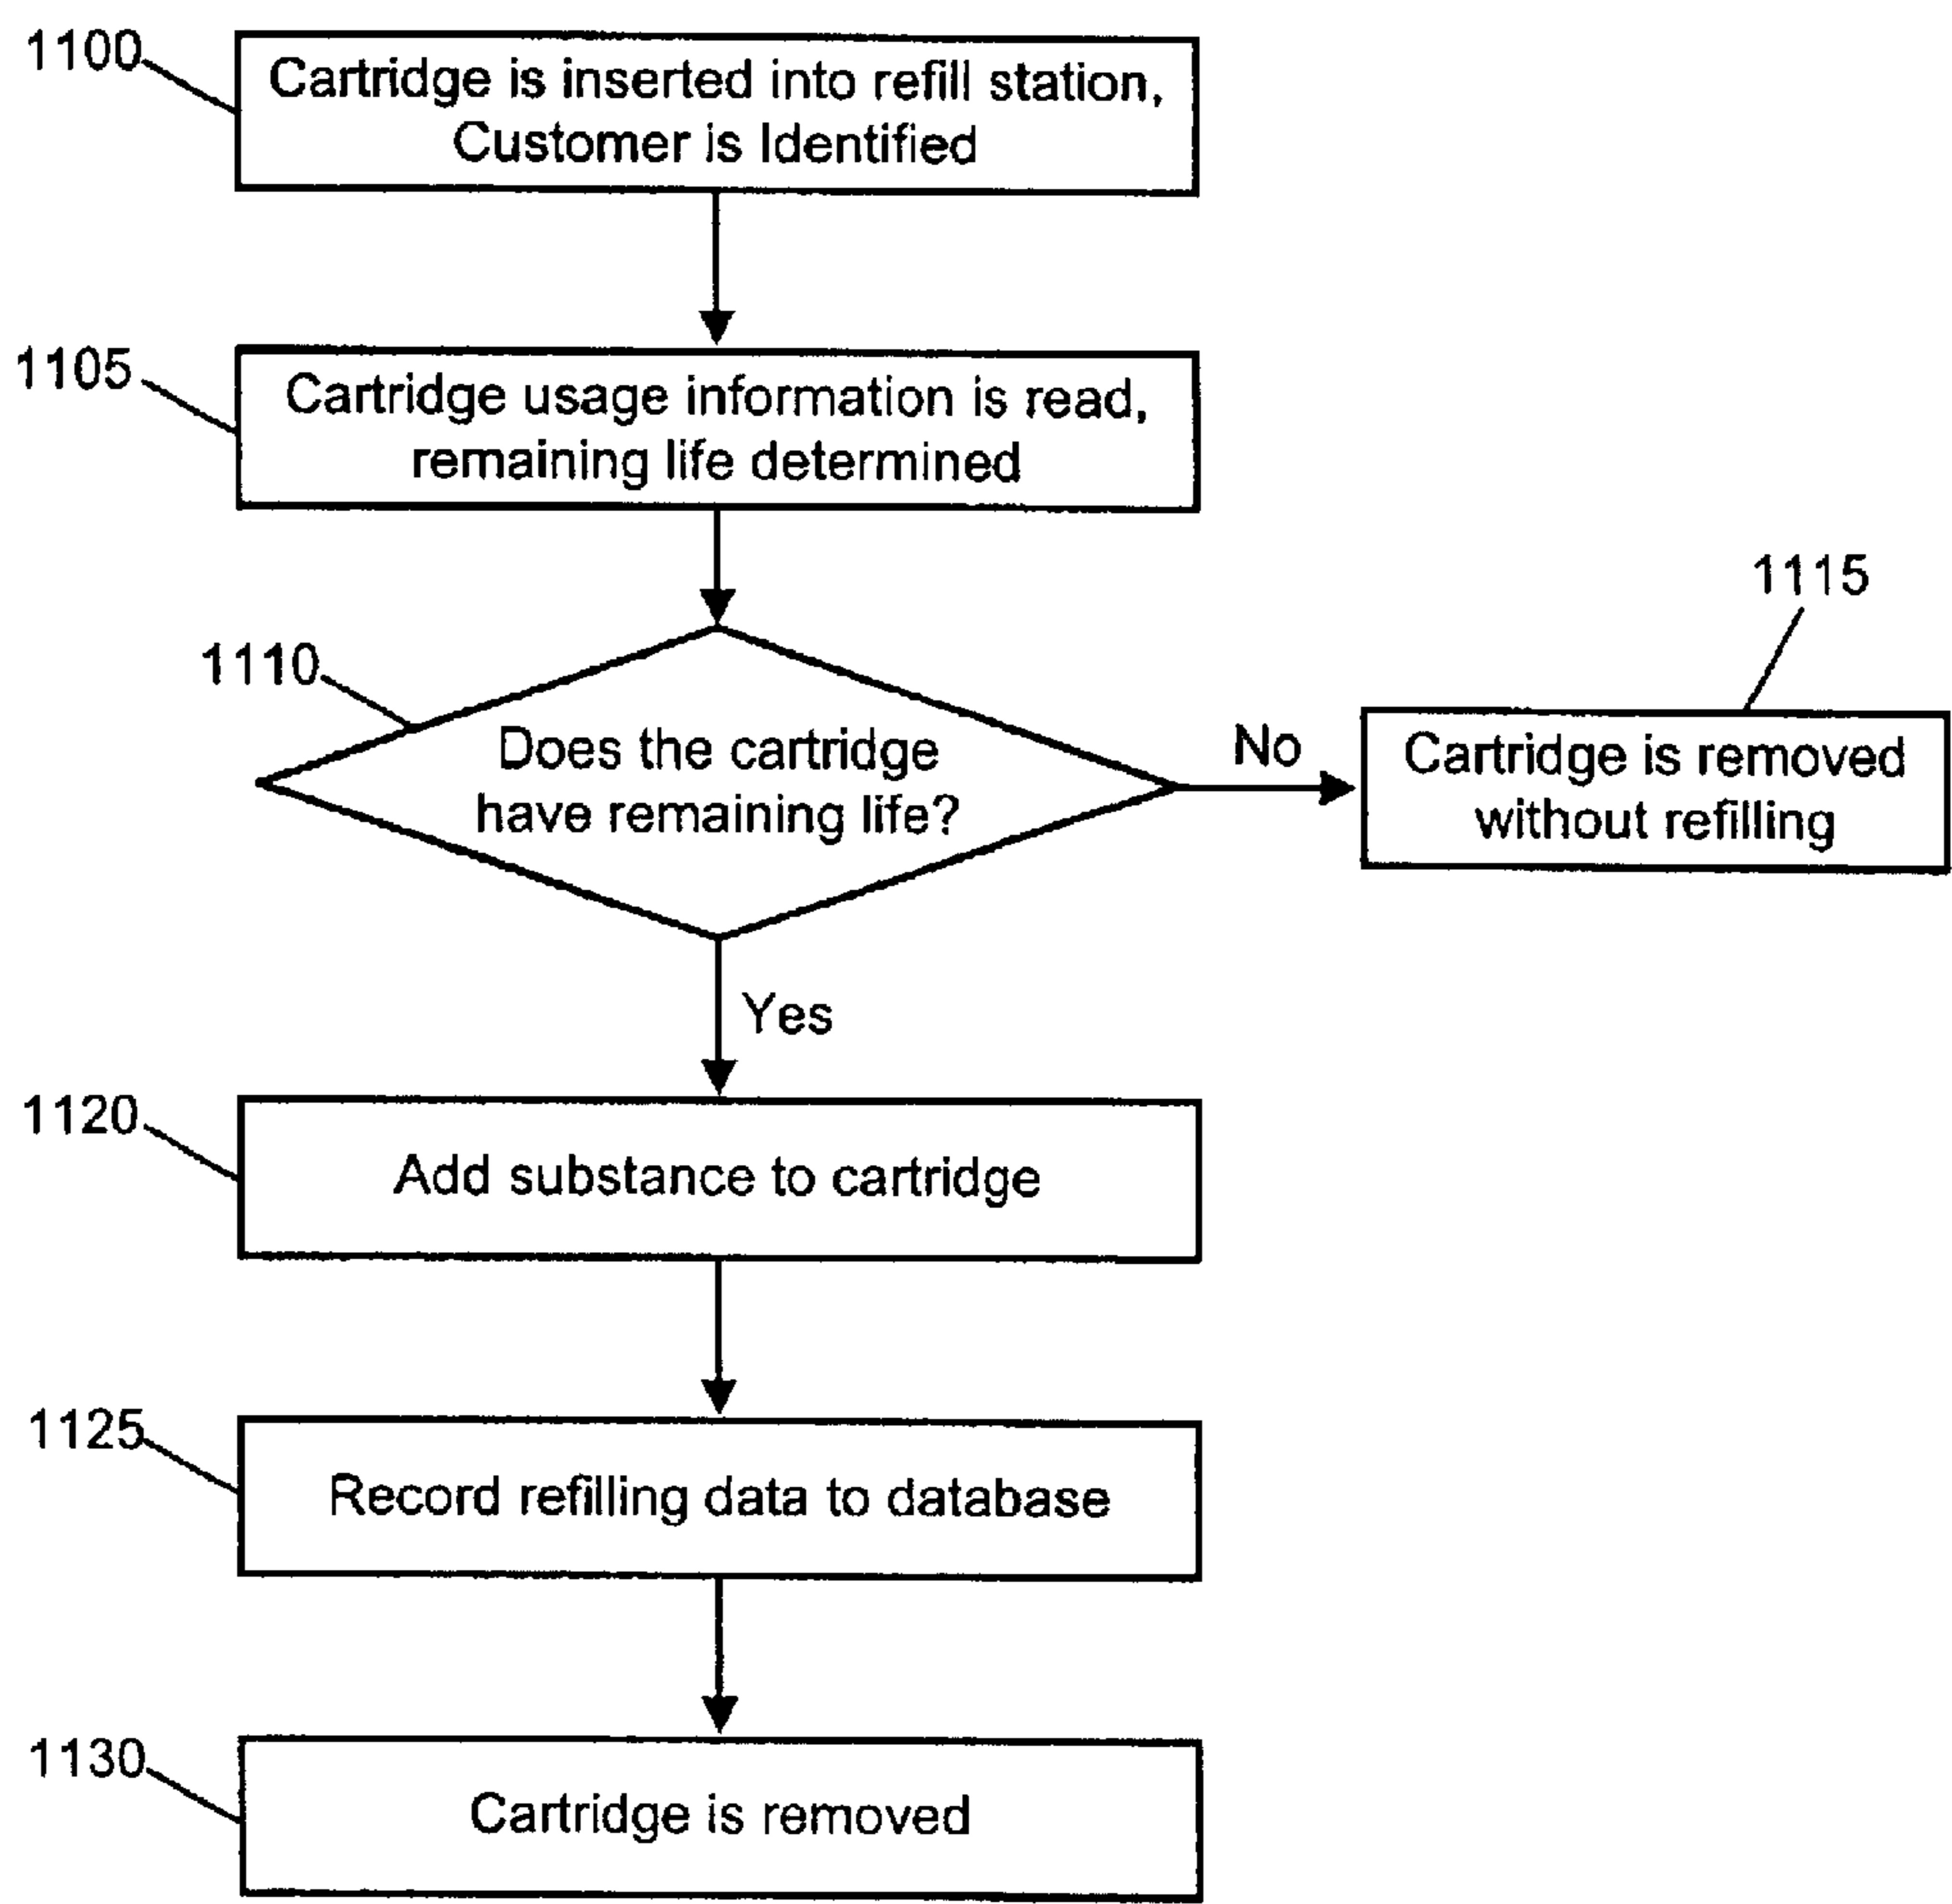 1100
Cartridge is inserted into refill station,
Customer is Identified
1105
Cartridge usage information is read,
remaining life determined
1110
Does the cartridge
have remaining life?
No
1115
Cartridge is removed
without refilling
Yes
1120
Add substance to cartridge
1125
Record refilling data to database
1130
Cartridge is removed